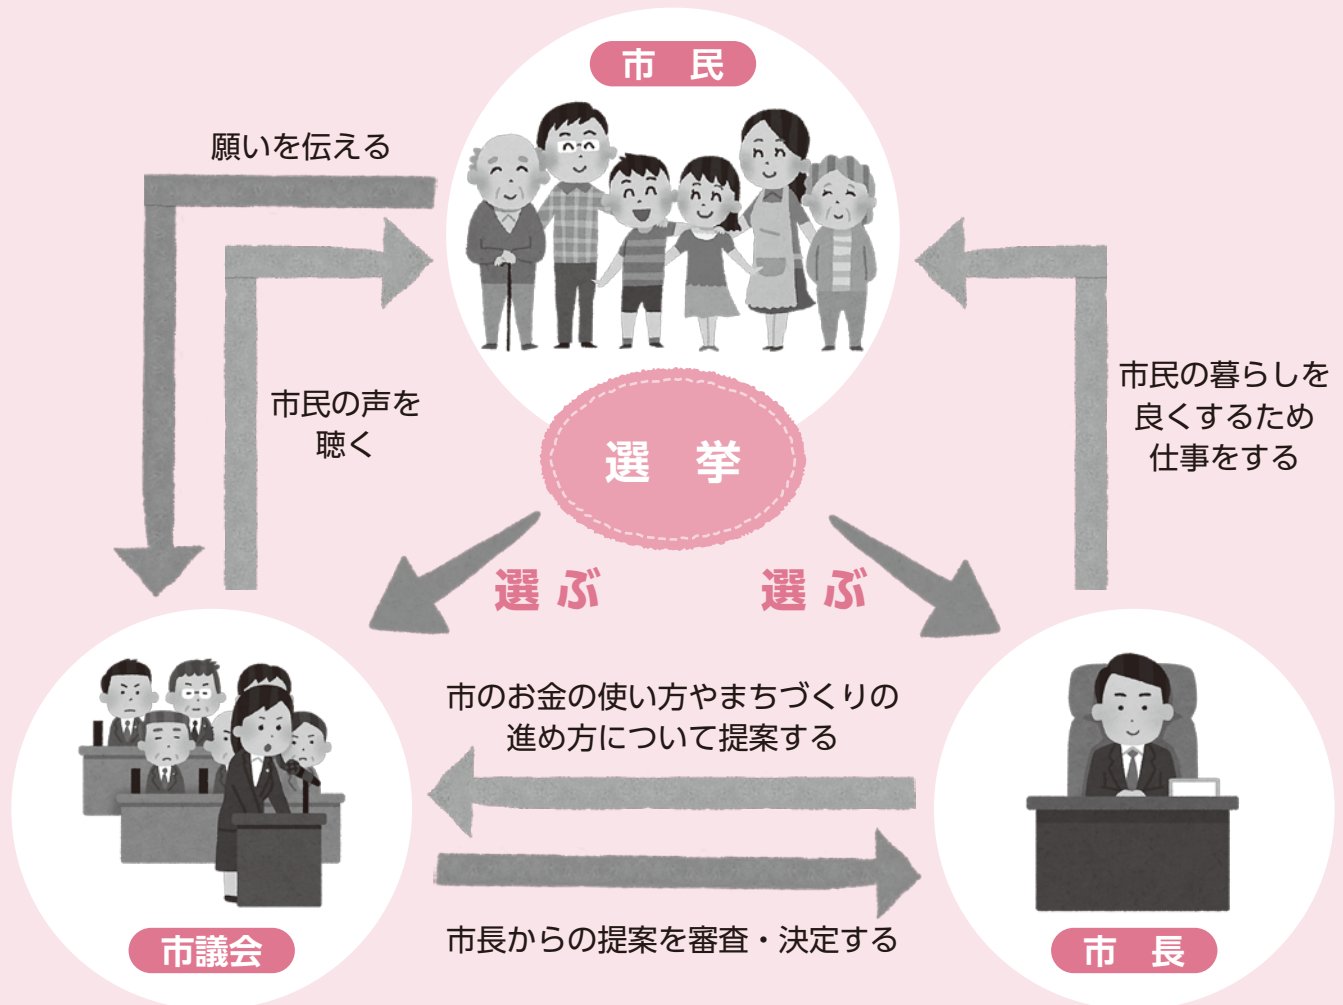 市　民
願いを伝える
市民の声を
聴く
市民の暮らしを
良くするため
仕事をする
選　挙
選ぶ
選ぶ
市のお金の使い方やまちづくりの
進め方について提案する
市長からの提案を審査・決定する
市議会
市　長